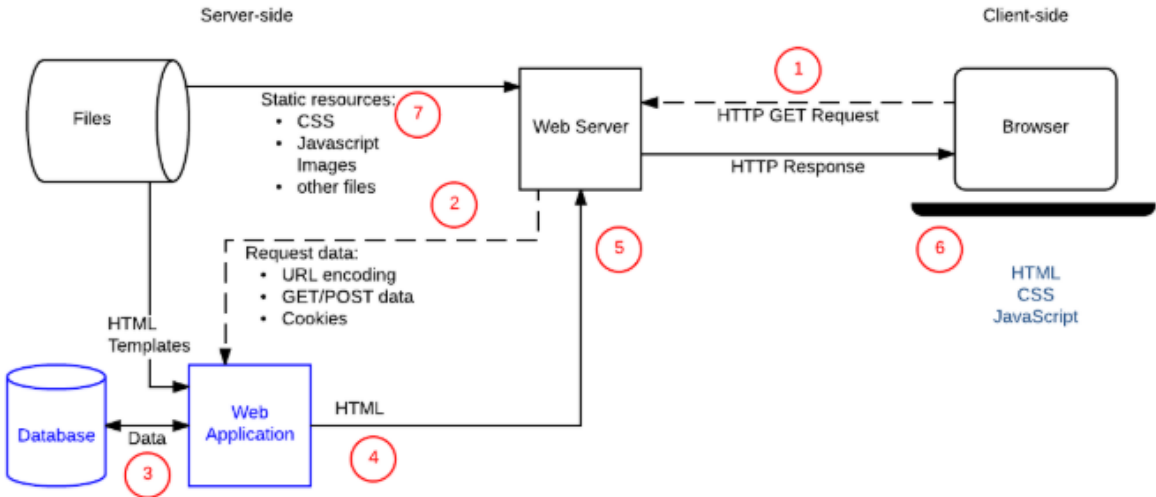 Server-side
Client-side
1
Files
Static resources:
• CSS
• Javascript
Images
• other files
7
Web Server
HTTP GET Request
Browser
HTTP Response
2
5
6
Request data:
• URL encoding
• GET/POST data
• Cookies
HTML
CSS
JavaScript
HTML
Templates
Database
Data
3
Web
Application
HTML
4